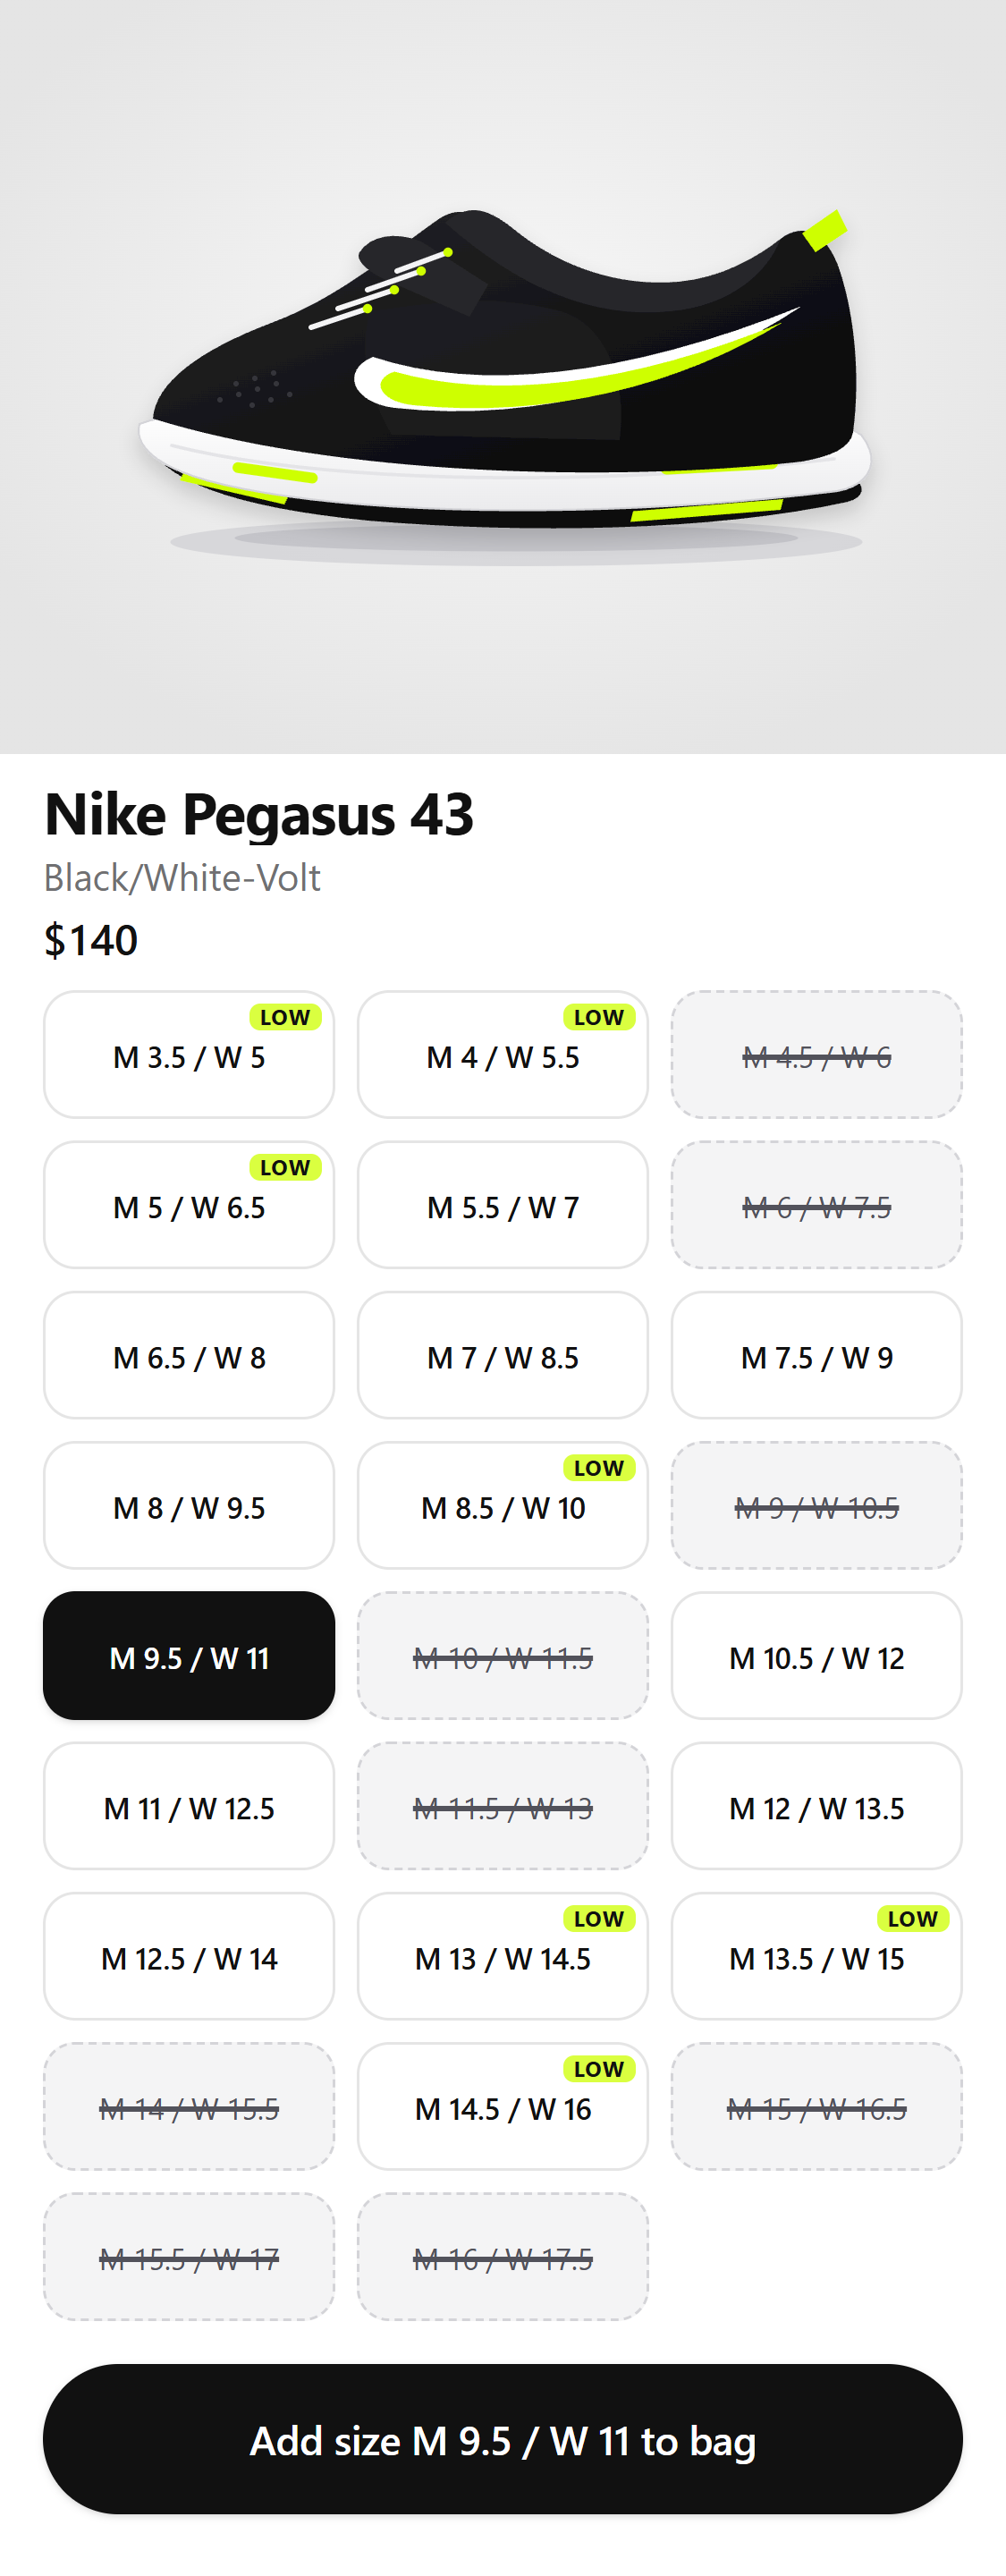 Nike Pegasus 43
Black/White-Volt
$140
LOW
M 3.5 / W 5
LOW
M 4 / W 5.5
M 4.5 / W 6
LOW
M 5 / W 6.5
M 5.5 / W 7
M 6 / W 7.5
M 6.5 / W 8
M 7 / W 8.5
M 7.5 / W 9
M 8 / W 9.5
LOW
M 8.5 / W 10
M 9 / W 10.5
M 9.5 / W 11
M 10 / W 11.5
M 10.5 / W 12
M 11 / W 12.5
M 11.5 / W 13
M 12 / W 13.5
M 12.5 / W 14
LOW
M 13 / W 14.5
LOW
M 13.5 / W 15
M 14 / W 15.5
LOW
M 14.5 / W 16
M 15 / W 16.5
M 15.5 / W 17
M 16 / W 17.5
Add size M 9.5 / W 11 to bag